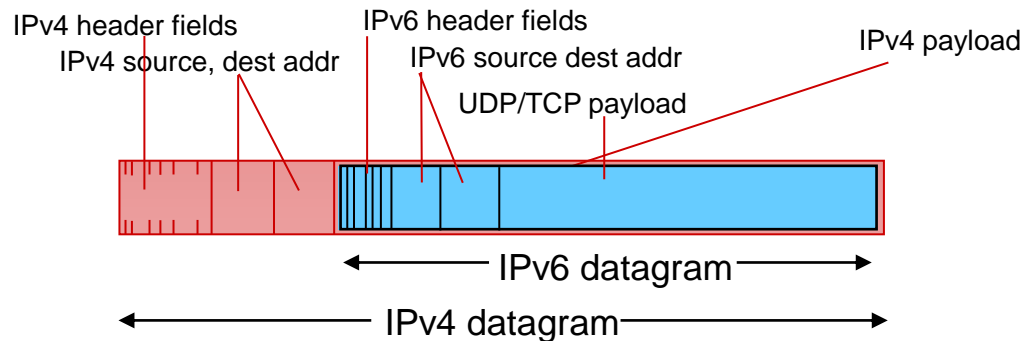 IPv4 header fields
IPv6 header fields
IPv4 payload
IPv4 source, dest addr
IPv6 source dest addr
UDP/TCP payload
IPv6 datagram
IPv4 datagram